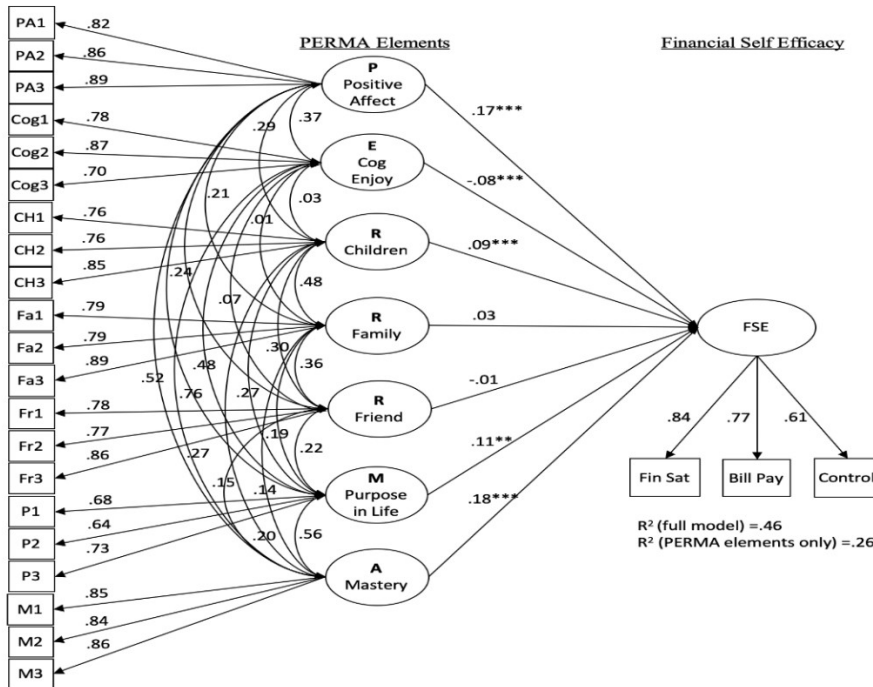 PERMA Elements
Financial Self Efficacy
PA1
PA2
PA3
Cog1
Cog2
Cog3
CH1
CH2
CH3
Fa1
Fa2
Fa3
Fr1
Fr2
Fr3
P1
P2
P3
M1
M2
M3
.82
.86
.89
.78
.87
.70
.76
.76
.85
.79
.79
.89
.78
.77
.86
.68
.64
.73
.85
.84
.86
P
Positive
Affect
E
Cog
Enjoy
R
Children
R
Family
R
Friend
M
Purpose
in Life
A
Mastery
.37
.29
.03
.21
.01
.48
.24
.07
.30
.36
.48
.27
.52
.76
.19
.22
.27
.15
.14
.20
.56
.17***
-.08***
.09***
.03
-.01
.11**
.18***
FSE
.84
.77
.61
Fin Sat
Bill Pay
Control
R² (full model) =.46
R² (PERMA elements only) =.26